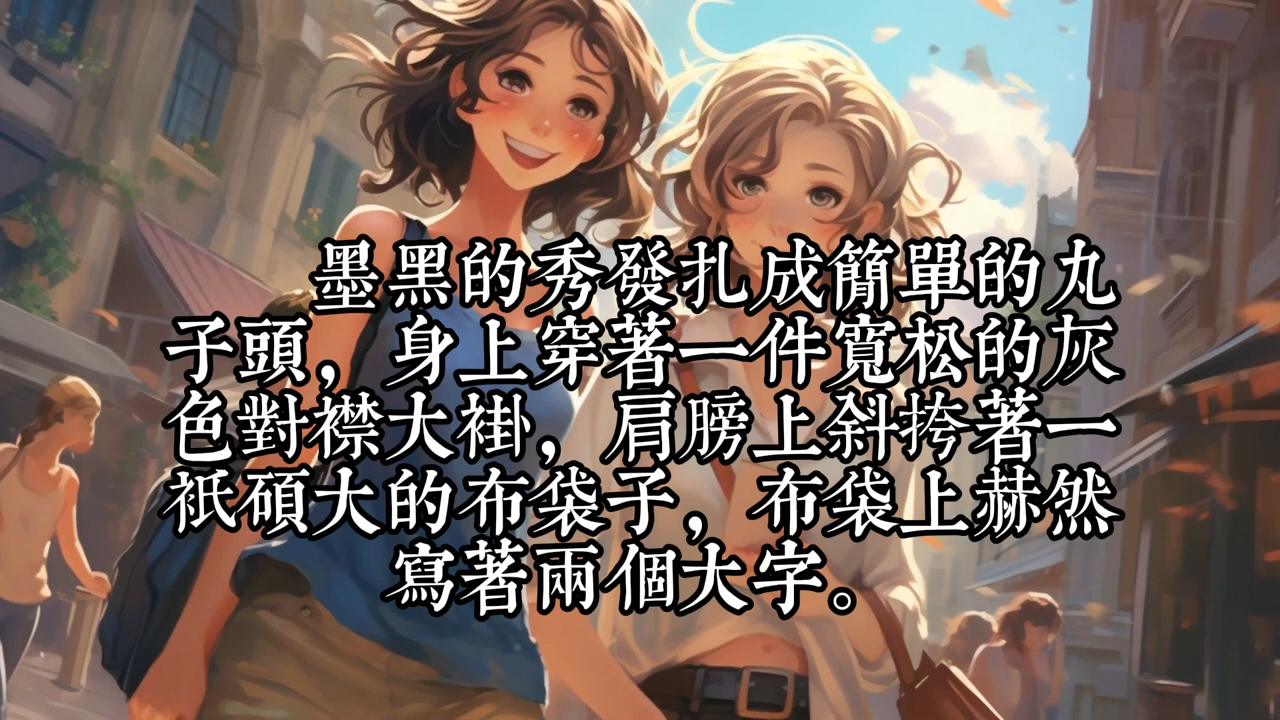 墨黑的秀發扎成簡單的丸
子頭，身上穿著一件寬松的灰
色對襟大褂，肩膀上斜挎著一
祇碩大的布袋子，布袋上赫然
寫著兩個大字。